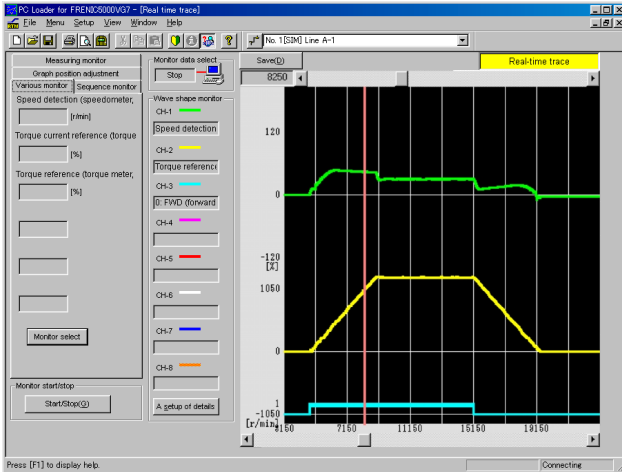 PC Loader for FRENIC5000VG7 - [Real time trace]
File Menu Setup View Window Help
No. 1[SIM] Line A-1
Measuring monitor
Graph position adjustment
Various monitor Sequence monitor
Speed detection (speedometer,
[r/min]
Torque current reference (torque
[%]
Torque reference (torque meter,
[%]
Monitor select
Monitor start/stop
Start/Stop(G)
Monitor data select
Stop
Wave shape monitor
CH-1
Speed detection
CH-2
Torque referenc
CH-3
0: FWD (forward
CH-4
CH-5
CH-6
CH-7
CH-8
A setup of details
Save(D)
Real-time trace
8250
120
0
-120
[%]
1050
0
1
-1050
[r/min]
7150 11150 15150 19150
Press [F1] to display help.
Connecting